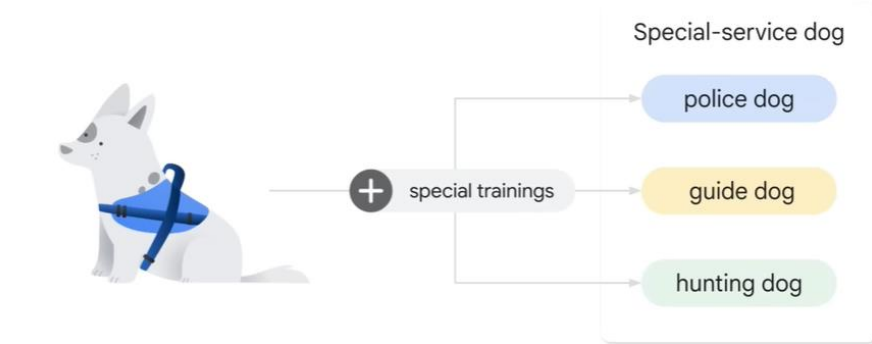 Special-service dog
police dog
special trainings
guide dog
hunting dog